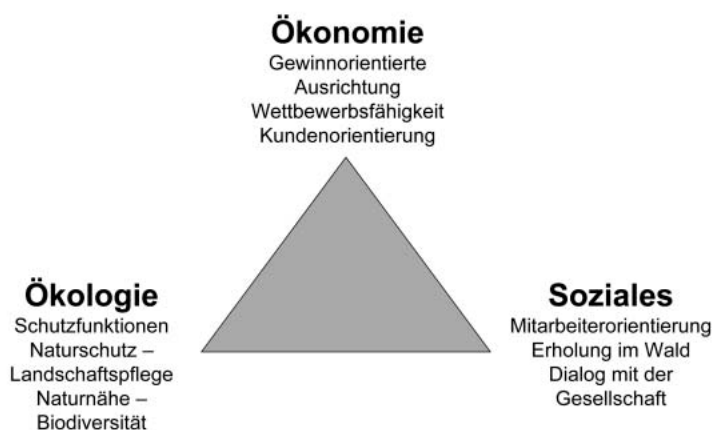 Ökonomie
Gewinnorientierte
Ausrichtung
Wettbewerbsfähigkeit
Kundenorientierung
Ökologie
Schutzfunktionen
Naturschutz –
Landschaftspflege
Naturnähe –
Biodiversität
Soziales
Mitarbeiterorientierung
Erholung im Wald
Dialog mit der
Gesellschaft